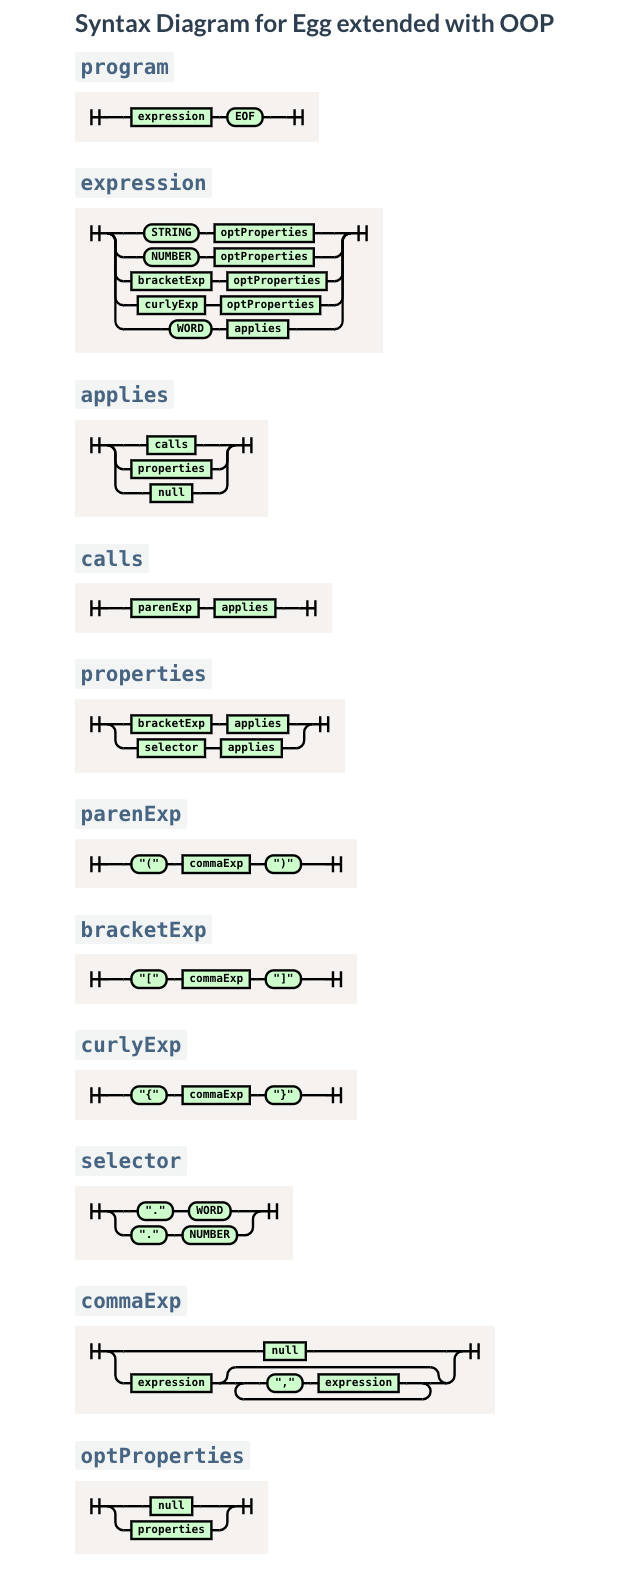 Syntax Diagram for Egg extended with OOP
program
expression EOF
expression
STRING optProperties
NUMBER optProperties
bracketExp optProperties
curlyExp optProperties
WORD applies
applies
calls
properties
null
calls
parenExp applies
properties
bracketExp applies
selector applies
parenExp
"(" commaExp ")"
bracketExp
"[" commaExp "]"
curlyExp
"{" commaExp "}"
selector
"." WORD
"." NUMBER
commaExp
null
expression "," expression
optProperties
null
properties